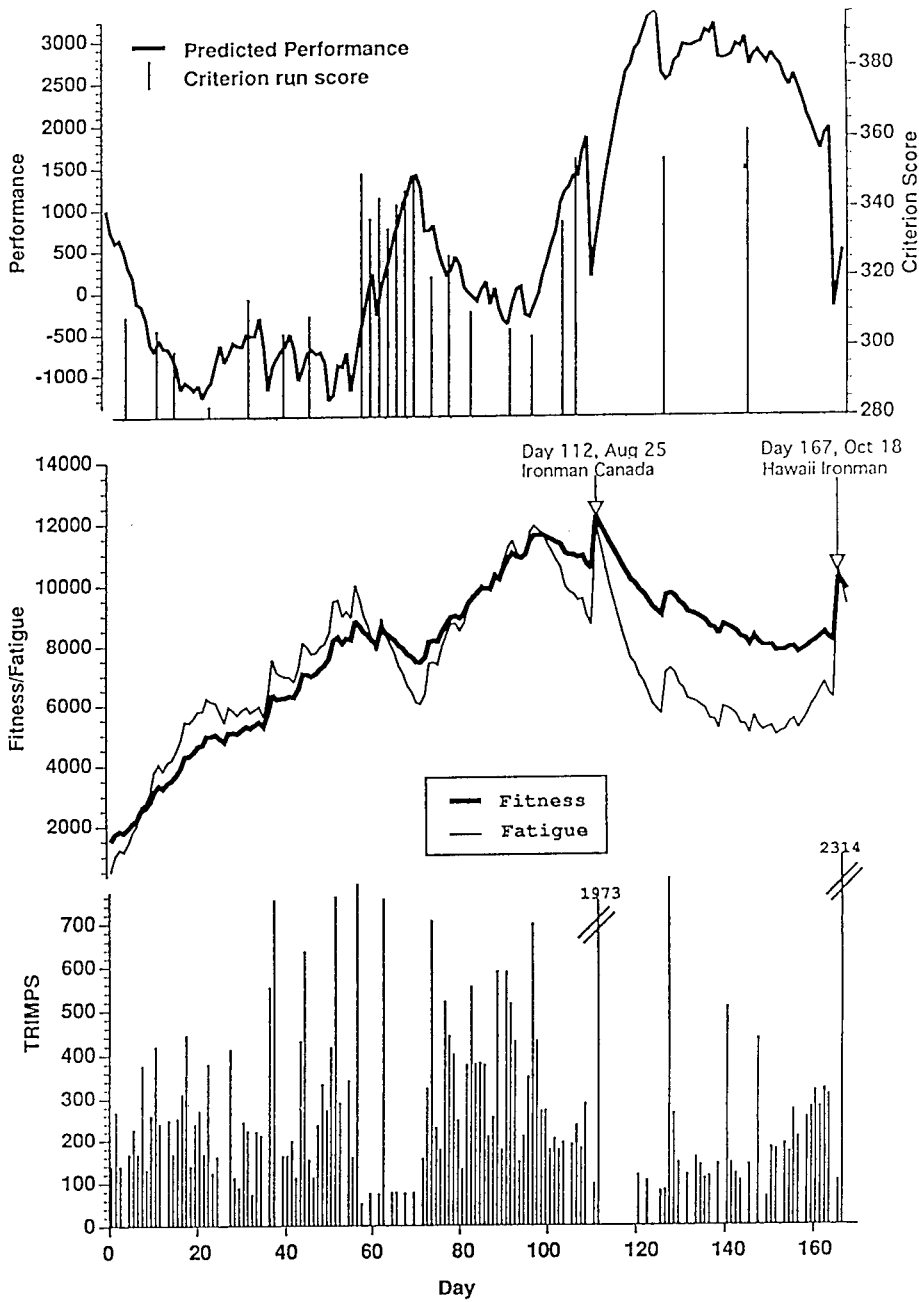 Predicted Performance
Criterion run score
3000
2500
2000
1500
1000
500
0
-500
-1000
Performance
380
360
340
320
300
280
Criterion Score
Day 112, Aug 25
Ironman Canada
Day 167, Oct 18
Hawaii Ironman
14000
12000
10000
8000
6000
4000
2000
Fitness/Fatigue
Fitness
Fatigue
1973
2314
700
600
500
400
300
200
100
0
TRIMPS
0 20 40 60 80 100 120 140 160
Day